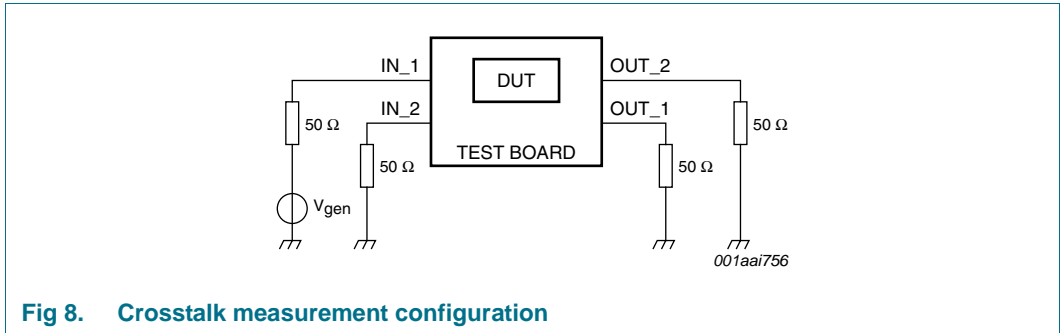 IN_1
OUT_2
DUT
IN_2
OUT_1
50 Ω
50 Ω
TEST BOARD
50 Ω
50 Ω
Vgen
001aai756
Fig 8. Crosstalk measurement configuration